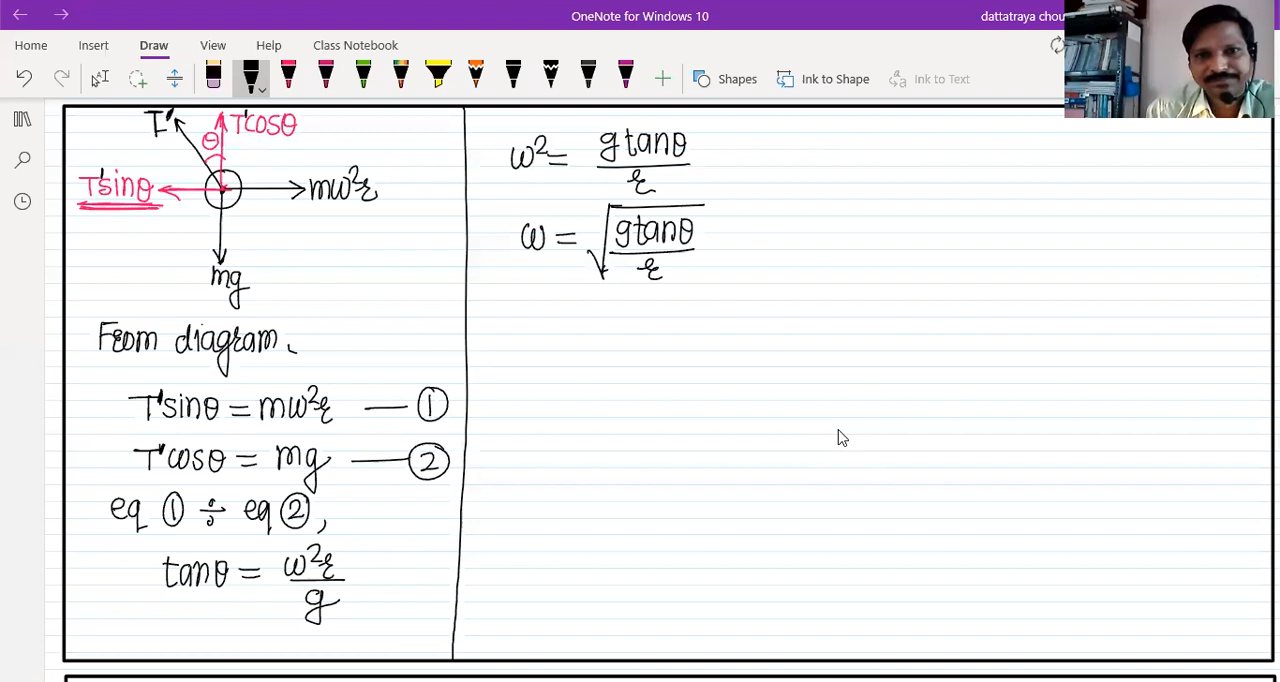 OneNote for Windows 10
dattatraya chou
Home Insert Draw View Help Class Notebook
Shapes Ink to Shape Ink to Text
T' θ T'cosθ
T'sinθ mω²r
mg
From diagram,
T'sinθ = mω²r — ①
T'cosθ = mg — ②
eq ① ÷ eq ②,
tanθ = ω²r/g
ω² = g tanθ/r
ω = √(g tanθ/r)